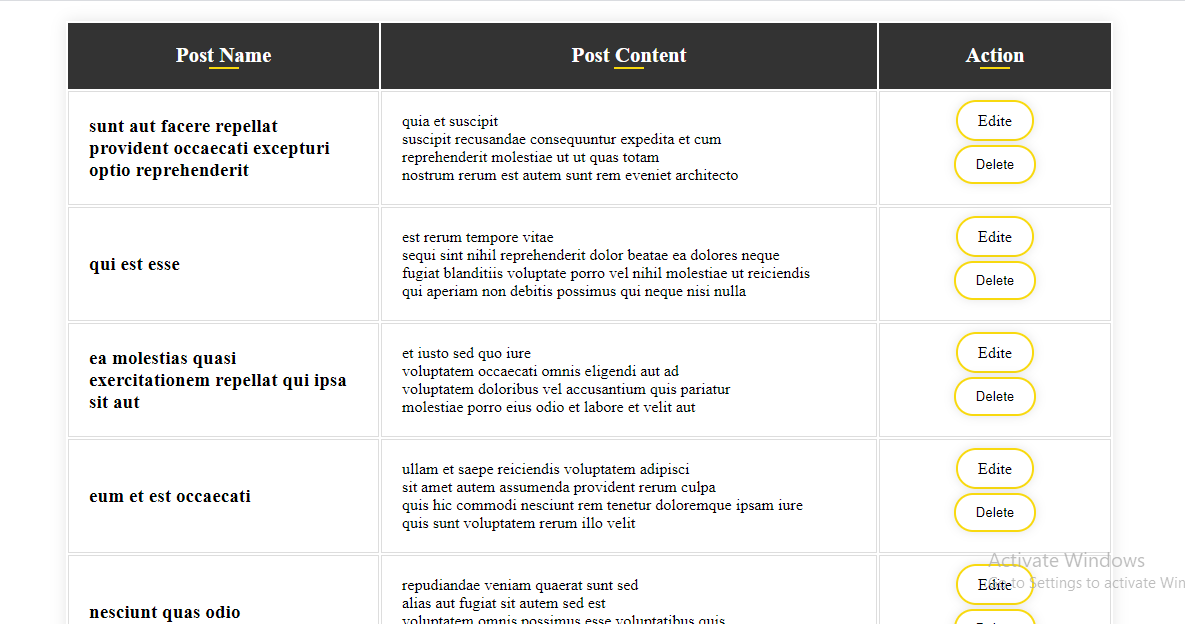 Post Name
Post Content
Action
sunt aut facere repellat
provident occaecati excepturi
optio reprehenderit
quia et suscipit
suscipit recusandae consequuntur expedita et cum
reprehenderit molestiae ut ut quas totam
nostrum rerum est autem sunt rem eveniet architecto
Edite
Delete
qui est esse
est rerum tempore vitae
sequi sint nihil reprehenderit dolor beatae ea dolores neque
fugiat blanditiis voluptate porro vel nihil molestiae ut reiciendis
qui aperiam non debitis possimus qui neque nisi nulla
Edite
Delete
ea molestias quasi
exercitationem repellat qui ipsa
sit aut
et iusto sed quo iure
voluptatem occaecati omnis eligendi aut ad
voluptatem doloribus vel accusantium quis pariatur
molestiae porro eius odio et labore et velit aut
Edite
Delete
eum et est occaecati
ullam et saepe reiciendis voluptatem adipisci
sit amet autem assumenda provident rerum culpa
quis hic commodi nesciunt rem tenetur doloremque ipsam iure
quis sunt voluptatem rerum illo velit
Edite
Delete
nesciunt quas odio
repudiandae veniam quaerat sunt sed
alias aut fugiat sit autem sed est
voluptatem omnis possimus esse voluptatibus quis
Edite
Activate Windows
Go to Settings to activate Win